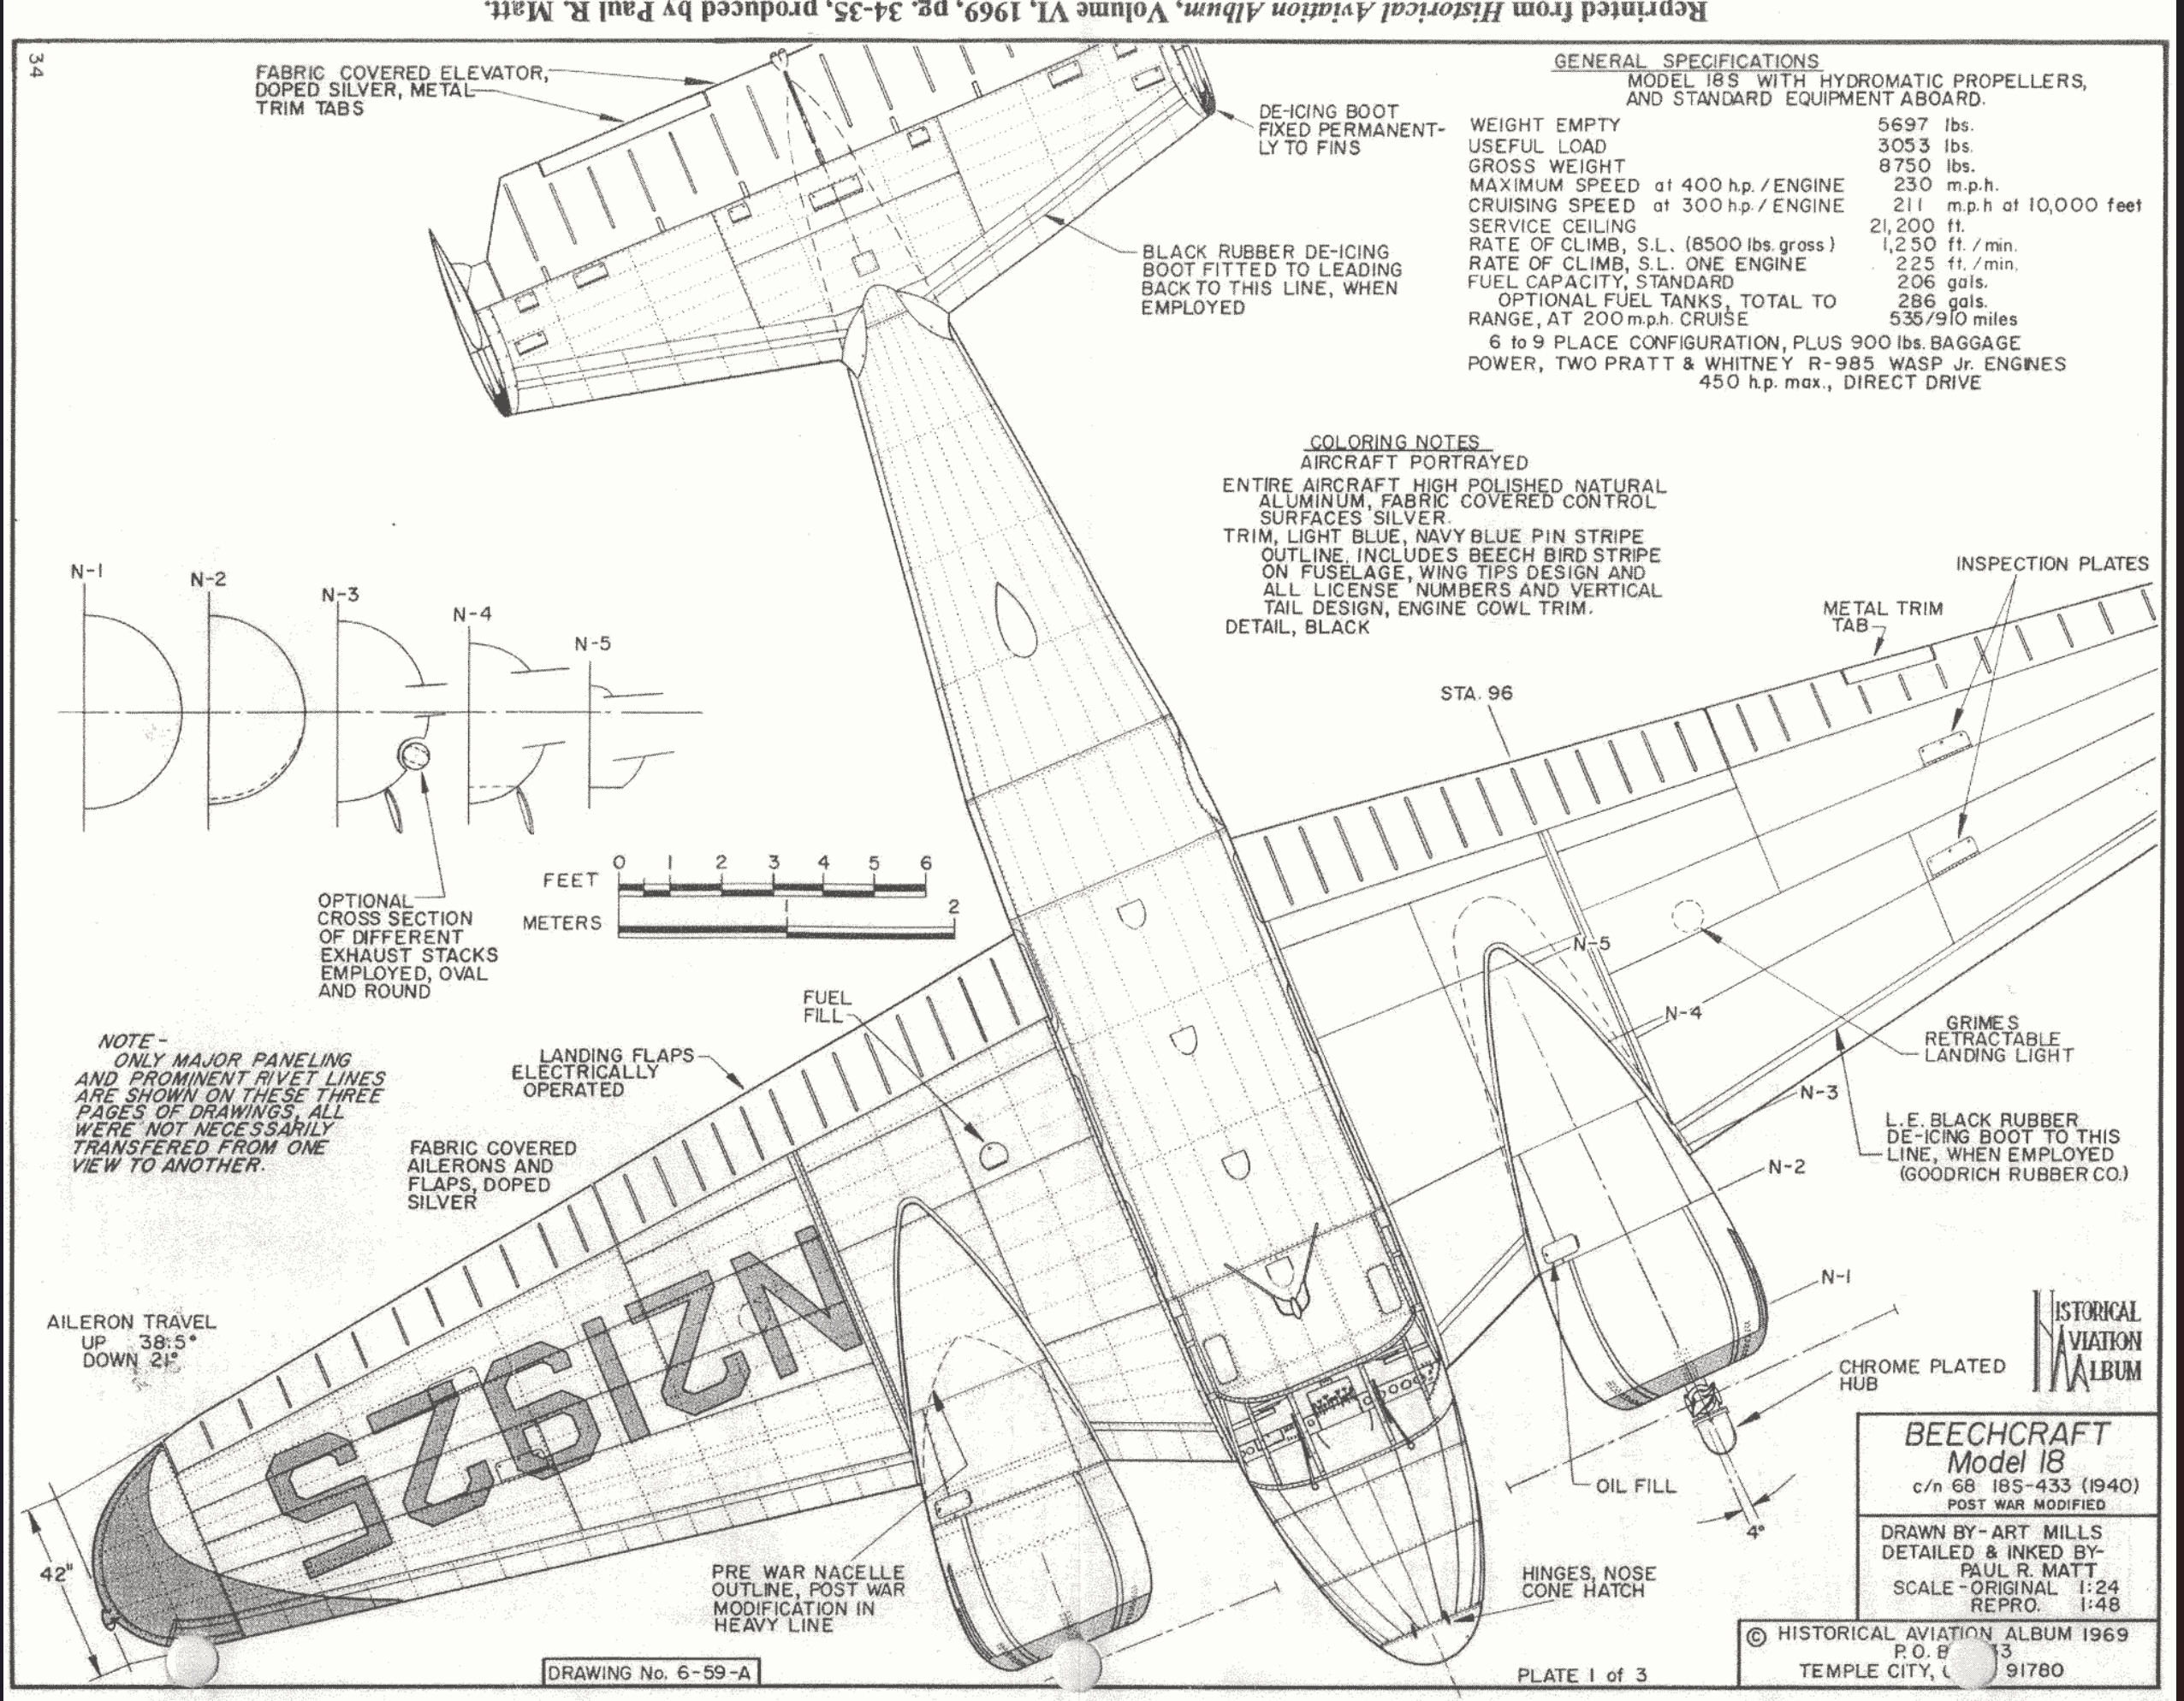 Reprinted from Historical Aviation Album, Volume VI, 1969, pg. 34-35, produced by Paul R. Matt.
34
FABRIC COVERED ELEVATOR,
DOPED SILVER, METAL
TRIM TABS
DE-ICING BOOT
FIXED PERMANENT-
LY TO FINS
BLACK RUBBER DE-ICING
BOOT FITTED TO LEADING
BACK TO THIS LINE, WHEN
EMPLOYED
GENERAL SPECIFICATIONS
MODEL 18S WITH HYDROMATIC PROPELLERS,
AND STANDARD EQUIPMENT ABOARD.
WEIGHT EMPTY 5697 lbs.
USEFUL LOAD 3053 lbs.
GROSS WEIGHT 8750 lbs.
MAXIMUM SPEED at 400 h.p. / ENGINE 230 m.p.h.
CRUISING SPEED at 300 h.p. / ENGINE 211 m.p.h at 10,000 feet
SERVICE CEILING 21,200 ft.
RATE OF CLIMB, S.L. (8500 lbs. gross) 1,250 ft. / min.
RATE OF CLIMB, S.L. ONE ENGINE 225 ft. / min.
FUEL CAPACITY, STANDARD 206 gals.
OPTIONAL FUEL TANKS, TOTAL TO 286 gals.
RANGE, AT 200 m.p.h. CRUISE 535/910 miles
6 to 9 PLACE CONFIGURATION, PLUS 900 lbs. BAGGAGE
POWER, TWO PRATT & WHITNEY R-985 WASP Jr. ENGINES
450 h.p. max., DIRECT DRIVE
COLORING NOTES
AIRCRAFT PORTRAYED
ENTIRE AIRCRAFT HIGH POLISHED NATURAL
ALUMINUM, FABRIC COVERED CONTROL
SURFACES SILVER.
TRIM, LIGHT BLUE, NAVY BLUE PIN STRIPE
OUTLINE, INCLUDES BEECH BIRD STRIPE
ON FUSELAGE, WING TIPS DESIGN AND
ALL LICENSE NUMBERS AND VERTICAL
TAIL DESIGN, ENGINE COWL TRIM.
DETAIL, BLACK
INSPECTION PLATES
METAL TRIM
TAB
STA. 96
N-1
N-2
N-3
N-4
N-5
OPTIONAL
CROSS SECTION
OF DIFFERENT
EXHAUST STACKS
EMPLOYED, OVAL
AND ROUND
FEET 0 1 2 3 4 5 6
METERS 1 2
NOTE -
ONLY MAJOR PANELING
AND PROMINENT RIVET LINES
ARE SHOWN ON THESE THREE
PAGES OF DRAWINGS, ALL
WERE NOT NECESSARILY
TRANSFERED FROM ONE
VIEW TO ANOTHER.
FUEL
FILL
LANDING FLAPS
ELECTRICALLY
OPERATED
FABRIC COVERED
AILERONS AND
FLAPS, DOPED
SILVER
N-5
N-4
N-3
N-2
N-1
GRIMES
RETRACTABLE
LANDING LIGHT
L.E. BLACK RUBBER
DE-ICING BOOT TO THIS
LINE, WHEN EMPLOYED
(GOODRICH RUBBER CO.)
AILERON TRAVEL
UP 38.5°
DOWN 21°
N21925
42"
PRE WAR NACELLE
OUTLINE, POST WAR
MODIFICATION IN
HEAVY LINE
OIL FILL
HINGES, NOSE
CONE HATCH
CHROME PLATED
HUB
4°
HISTORICAL
AVIATION
ALBUM
BEECHCRAFT
Model 18
c/n 68 18S-433 (1940)
POST WAR MODIFIED
DRAWN BY- ART MILLS
DETAILED & INKED BY-
PAUL R. MATT
SCALE - ORIGINAL 1:24
REPRO. 1:48
© HISTORICAL AVIATION ALBUM 1969
P.O. B 33
TEMPLE CITY, 91780
DRAWING No. 6-59-A
PLATE 1 of 3